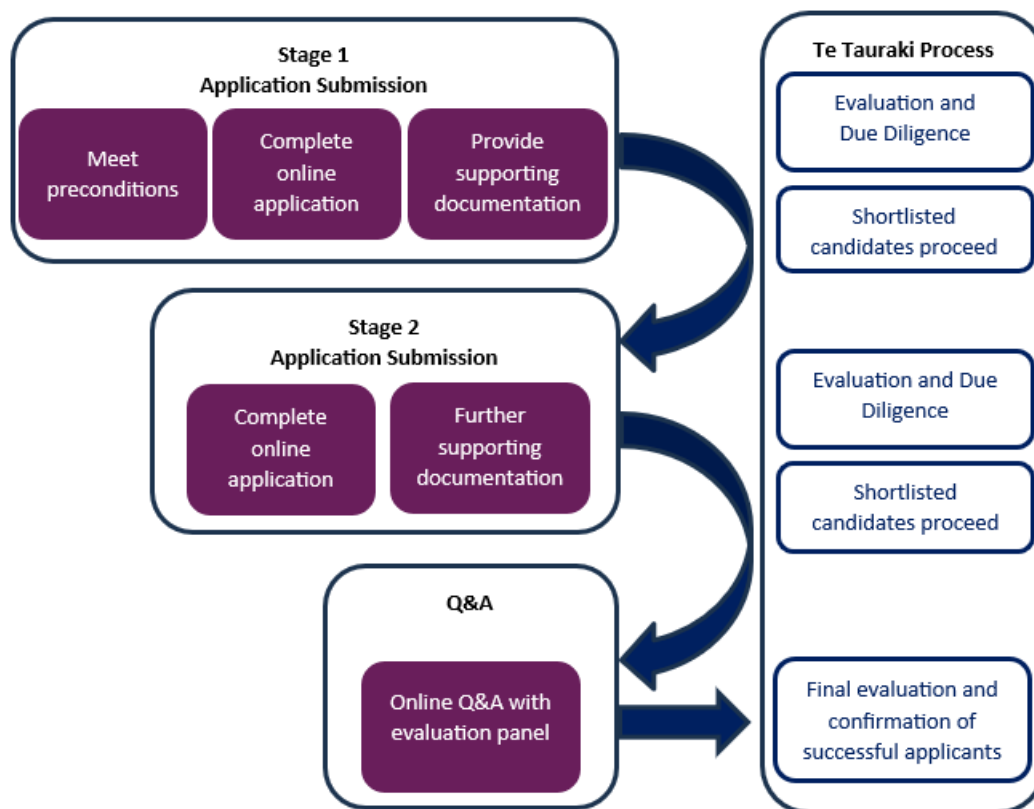 Stage 1
Application Submission
Meet
preconditions
Complete
online
application
Provide
supporting
documentation
Stage 2
Application Submission
Complete
online
application
Further
supporting
documentation
Q&A
Online Q&A with
evaluation panel
Te Tauraki Process
Evaluation and
Due Diligence
Shortlisted
candidates proceed
Evaluation and Due
Diligence
Shortlisted
candidates proceed
Final evaluation and
confirmation of
successful applicants